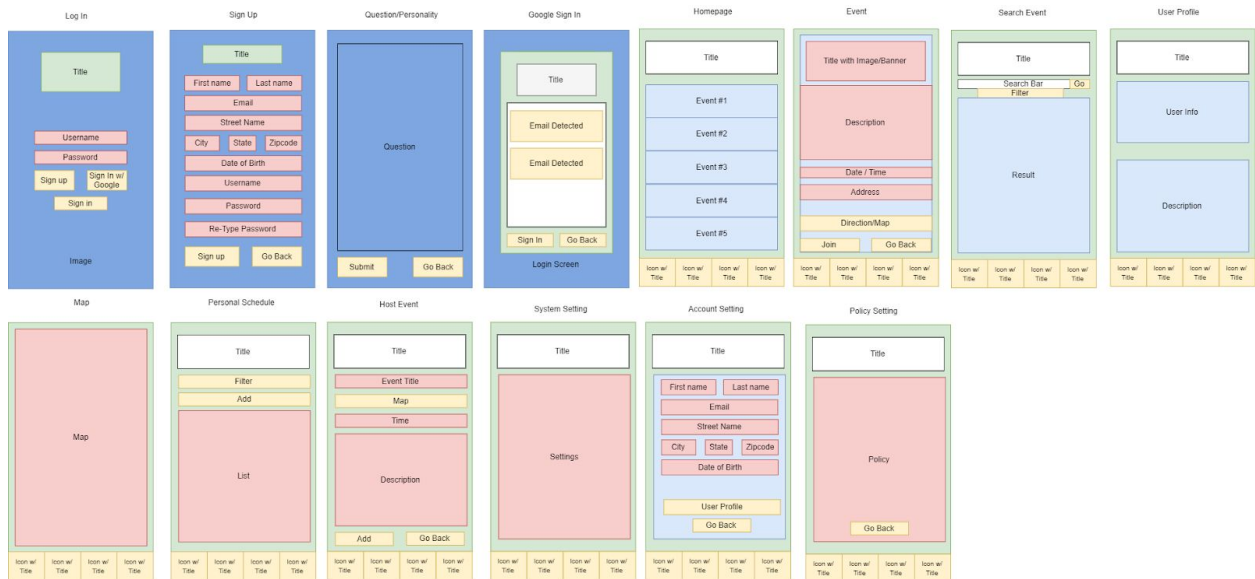 Log In
Title
Username
Password
Sign up
Sign In w/
Google
Sign in
Image
Sign Up
Title
First name
Last name
Email
Street Name
City
State
Zipcode
Date of Birth
Username
Password
Re-Type Password
Sign up
Go Back
Question/Personality
Question
Submit
Go Back
Google Sign In
Title
Email Detected
Email Detected
Sign In
Go Back
Login Screen
Homepage
Title
Event #1
Event #2
Event #3
Event #4
Event #5
Icon w/
Title
Icon w/
Title
Icon w/
Title
Icon w/
Title
Event
Title with Image/Banner
Description
Date / Time
Address
Direction/Map
Join
Go Back
Icon w/
Title
Icon w/
Title
Icon w/
Title
Icon w/
Title
Search Event
Title
Search Bar
Go
Filter
Result
Icon w/
Title
Icon w/
Title
Icon w/
Title
Icon w/
Title
User Profile
Title
User Info
Description
Icon w/
Title
Icon w/
Title
Icon w/
Title
Icon w/
Title
Map
Map
Icon w/
Title
Icon w/
Title
Icon w/
Title
Icon w/
Title
Personal Schedule
Title
Filter
Add
List
Icon w/
Title
Icon w/
Title
Icon w/
Title
Icon w/
Title
Host Event
Title
Event Title
Map
Time
Description
Add
Go Back
Icon w/
Title
Icon w/
Title
Icon w/
Title
Icon w/
Title
System Setting
Title
Settings
Icon w/
Title
Icon w/
Title
Icon w/
Title
Icon w/
Title
Account Setting
Title
First name
Last name
Email
Street Name
City
State
Zipcode
Date of Birth
User Profile
Go Back
Icon w/
Title
Icon w/
Title
Icon w/
Title
Icon w/
Title
Policy Setting
Title
Policy
Go Back
Icon w/
Title
Icon w/
Title
Icon w/
Title
Icon w/
Title